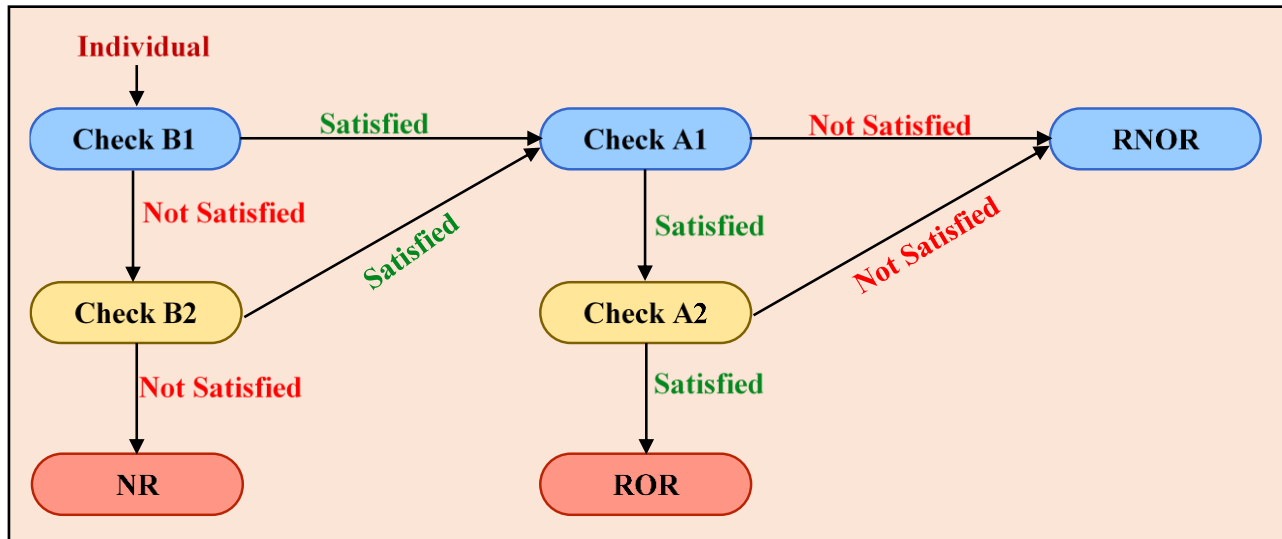 Individual
Check B1
Satisfied
Check A1
Not Satisfied
RNOR
Not Satisfied
Satisfied
Satisfied
Not Satisfied
Check B2
Check A2
Not Satisfied
Satisfied
NR
ROR